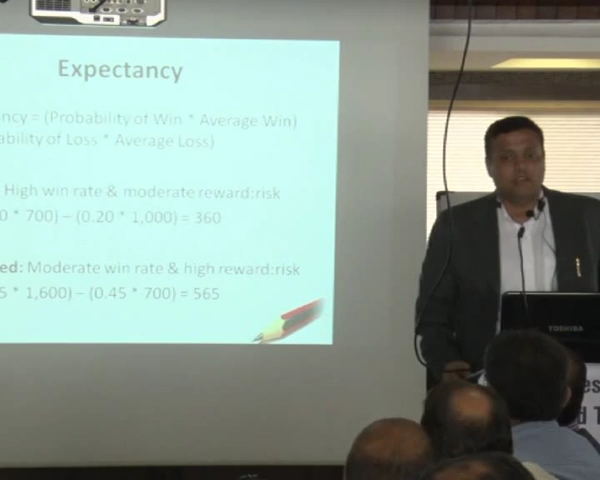 Expectancy
ncy = (Probability of Win * Average Win)
ability of Loss * Average Loss)
High win rate & moderate reward:risk
0 * 700) – (0.20 * 1,000) = 360
ed: Moderate win rate & high reward:risk
5 * 1,600) – (0.45 * 700) = 565
TOSHIBA
es
d T